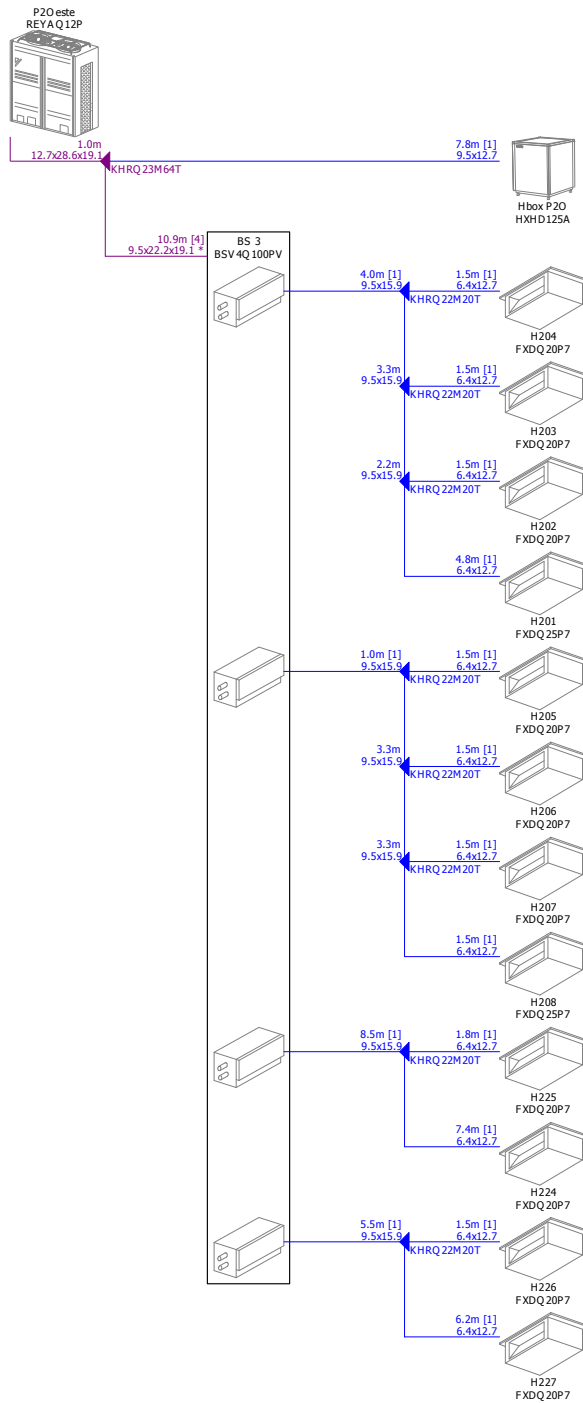 P2Oeste
REYAQ12P
1.0m
12.7x28.6x19.1
KHRQ23M64T
7.8m [1]
9.5x12.7
Hbox P2O
HXHD125A
10.9m [4]
9.5x22.2x19.1 *
BS 3
BSV4Q100PV
4.0m [1]
9.5x15.9
KHRQ22M20T
1.5m [1]
6.4x12.7
H204
FXDQ20P7
3.3m
9.5x15.9
KHRQ22M20T
1.5m [1]
6.4x12.7
H203
FXDQ20P7
2.2m
9.5x15.9
KHRQ22M20T
1.5m [1]
6.4x12.7
H202
FXDQ20P7
4.8m [1]
6.4x12.7
H201
FXDQ25P7
1.0m [1]
9.5x15.9
KHRQ22M20T
1.5m [1]
6.4x12.7
H205
FXDQ20P7
3.3m
9.5x15.9
KHRQ22M20T
1.5m [1]
6.4x12.7
H206
FXDQ20P7
3.3m
9.5x15.9
KHRQ22M20T
1.5m [1]
6.4x12.7
H207
FXDQ20P7
1.5m [1]
6.4x12.7
H208
FXDQ25P7
8.5m [1]
9.5x15.9
KHRQ22M20T
1.8m [1]
6.4x12.7
H225
FXDQ20P7
7.4m [1]
6.4x12.7
H224
FXDQ20P7
5.5m [1]
9.5x15.9
KHRQ22M20T
1.5m [1]
6.4x12.7
H226
FXDQ20P7
6.2m [1]
6.4x12.7
H227
FXDQ20P7